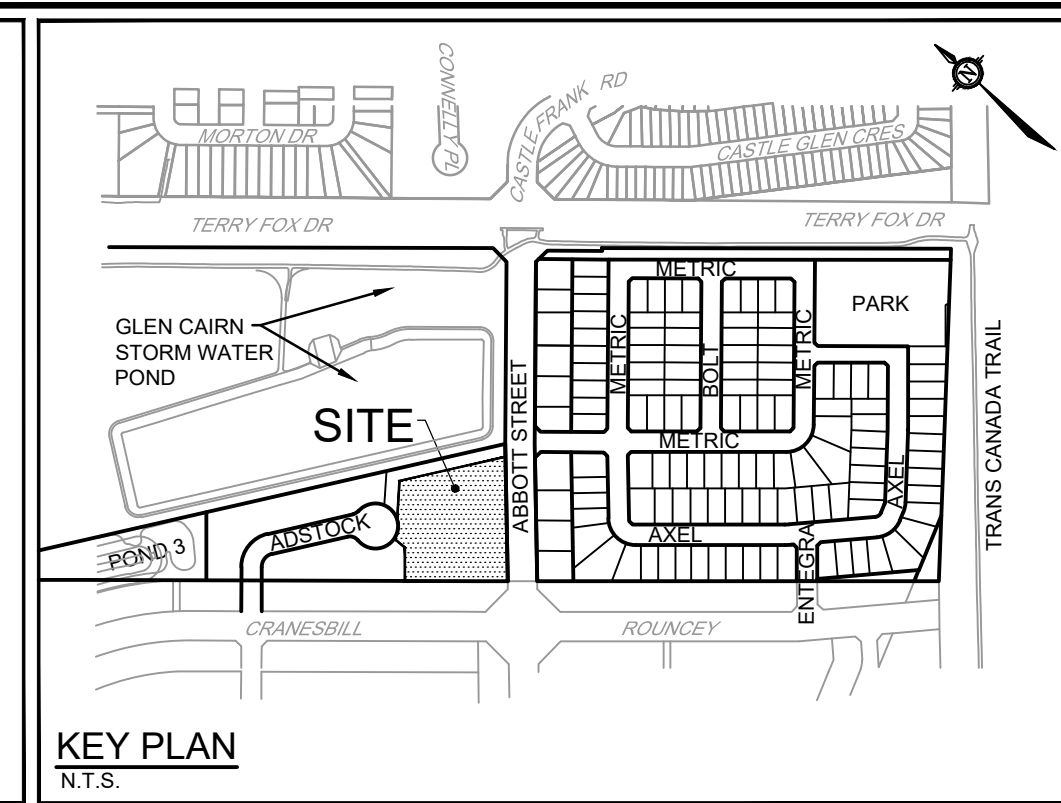 CONNELLY PL
CASTLE FRANK RD
MORTON DR
CASTLE GLEN CRES
TERRY FOX DR
TERRY FOX DR
N
METRIC
PARK
GLEN CAIRN
STORM WATER
POND
METRIC
BOLT
METRIC
TRANS CANADA TRAIL
ABBOTT STREET
SITE
METRIC
AXEL
ADSTOCK
AXEL
POND 3
ENTEGRA
CRANESBILL
ROUNCEY
KEY PLAN
N.T.S.